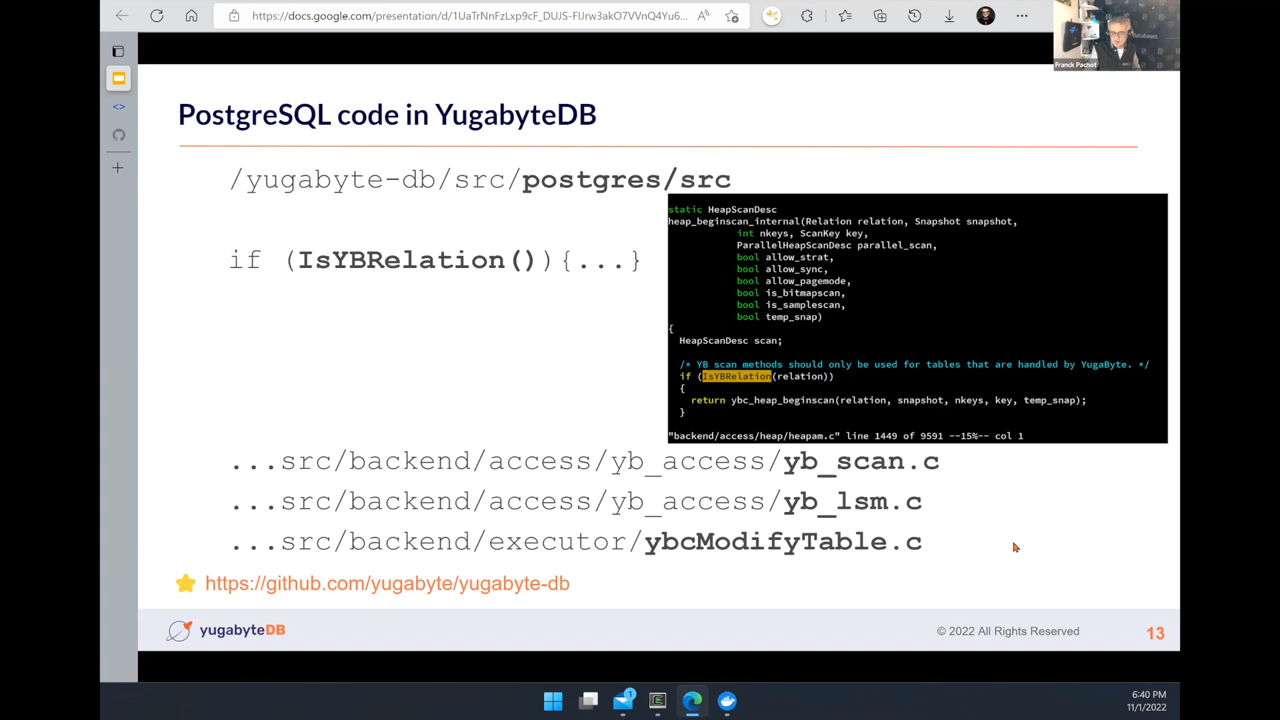 https://docs.google.com/presentation/d/1UaTrNnFzLxp9cF_DUJS-FIJrw3akO7VVnQ4Yu6...
Franck Pachot
PostgreSQL code in YugabyteDB
/yugabyte-db/src/postgres/src
if (IsYBRelation()){...}
static HeapScanDesc
heap_beginscan_internal(Relation relation, Snapshot snapshot,
int nkeys, ScanKey key,
ParallelHeapScanDesc parallel_scan,
bool allow_strat,
bool allow_sync,
bool allow_pagemode,
bool is_bitmapscan,
bool is_samplescan,
bool temp_snap)
{
HeapScanDesc scan;
/* YB scan methods should only be used for tables that are handled by YugaByte. */
if (IsYBRelation(relation))
{
return ybc_heap_beginscan(relation, snapshot, nkeys, key, temp_snap);
}
"backend/access/heap/heapam.c" line 1449 of 9591 --15%-- col 1
...src/backend/access/yb_access/yb_scan.c
...src/backend/access/yb_access/yb_lsm.c
...src/backend/executor/ybcModifyTable.c
https://github.com/yugabyte/yugabyte-db
yugabyteDB
© 2022 All Rights Reserved
13
1
6:40 PM
11/1/2022